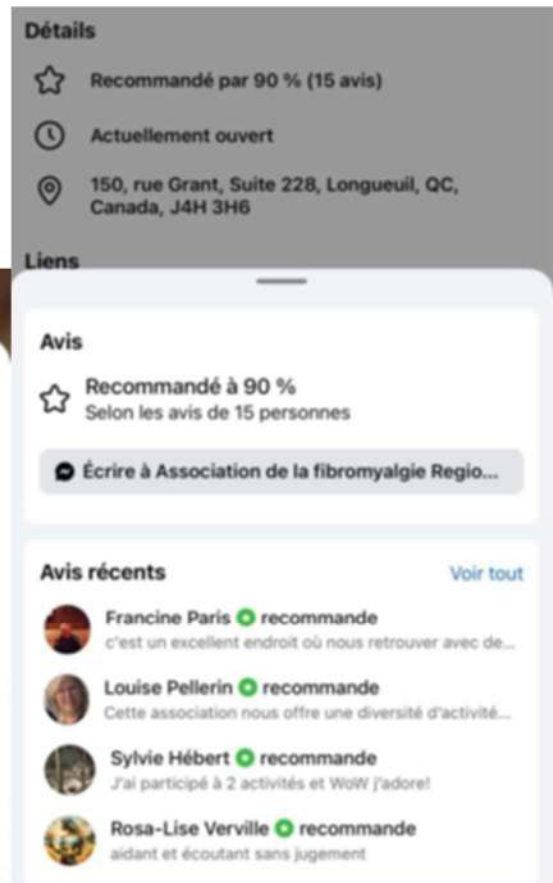 Détails
Recommandé par 90 % (15 avis)
Actuellement ouvert
150, rue Grant, Suite 228, Longueuil, QC,
Canada, J4H 3H6
Liens
Avis
Recommandé à 90 %
Selon les avis de 15 personnes
Écrire à Association de la fibromyalgie Regio...
Avis récents
Voir tout
Francine Paris recommande
c'est un excellent endroit où nous retrouver avec de...
Louise Pellerin recommande
Cette association nous offre une diversité d'activité...
Sylvie Hébert recommande
J'ai participé à 2 activités et WoW j'adore!
Rosa-Lise Verville recommande
aidant et écoutant sans jugement